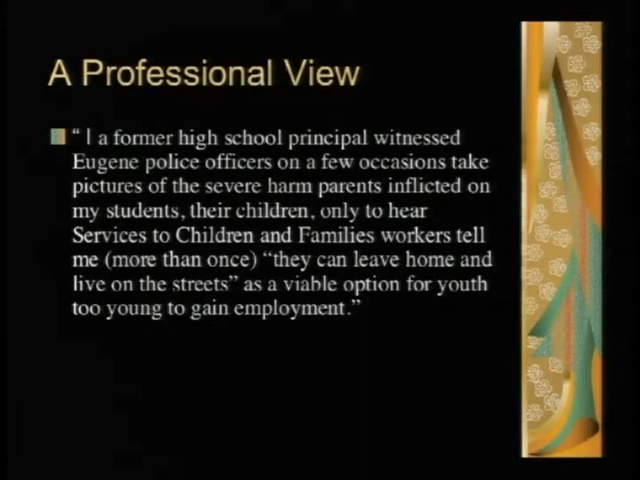 A Professional View
“ I a former high school principal witnessed
Eugene police officers on a few occasions take
pictures of the severe harm parents inflicted on
my students, their children, only to hear
Services to Children and Families workers tell
me (more than once) “they can leave home and
live on the streets” as a viable option for youth
too young to gain employment.”